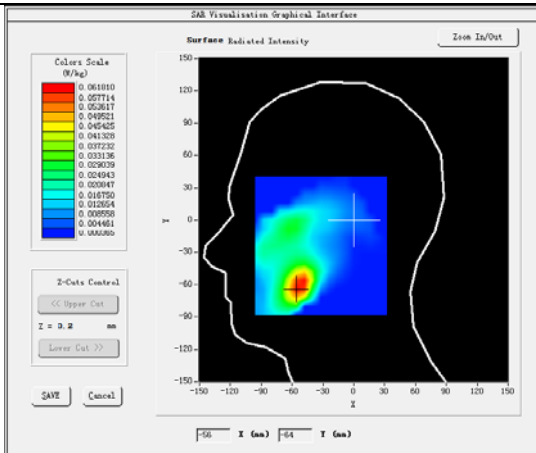 SAR Visualisation Graphical Interface
Surface Radiated Intensity
Zoom In/Out
Colors Scale
(W/kg)
0.061810
0.057714
0.053617
0.049521
0.045425
0.041328
0.037232
0.033136
0.029039
0.024943
0.020847
0.016750
0.012654
0.008558
0.004461
0.000365
150
120
90
60
30
0
-30
-60
-90
-120
-150
Y
-150 -120 -90 -60 -30 0 30 60 90 120 150
X
Z-Cuts Control
<< Upper Cut
Z = 0.2 mm
Lower Cut >>
SAVE Cancel
-56 X (mm) -64 Y (mm)